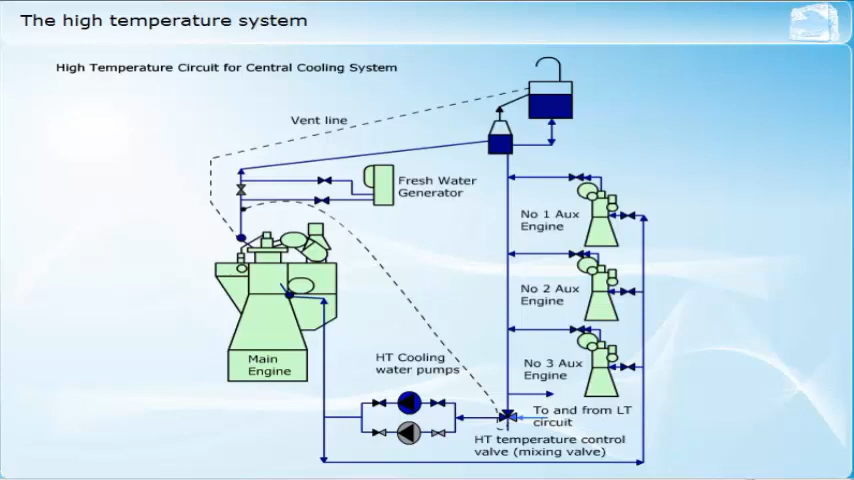 The high temperature system
High Temperature Circuit for Central Cooling System
Vent line
Fresh Water
Generator
No 1 Aux
Engine
No 2 Aux
Engine
No 3 Aux
Engine
Main
Engine
HT Cooling
water pumps
To and from LT
circuit
HT temperature control
valve (mixing valve)